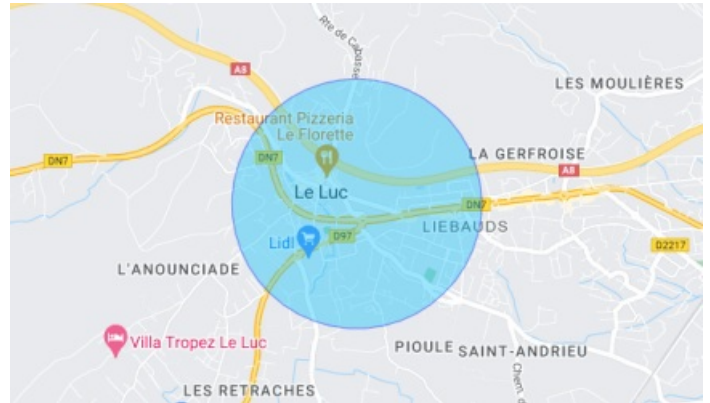 Rte de Cabasse
A8
LES MOULIÈRES
Restaurant Pizzeria
Le Florette
DN7
DN7
LA GERFROISE
A8
Le Luc
DN7
LIEBAUDS
Lidl
D97
D2217
L'ANOUNCIADE
Villa Tropez Le Luc
PIOULE
SAINT-ANDRIEU
Chem. d
LES RETRACHES